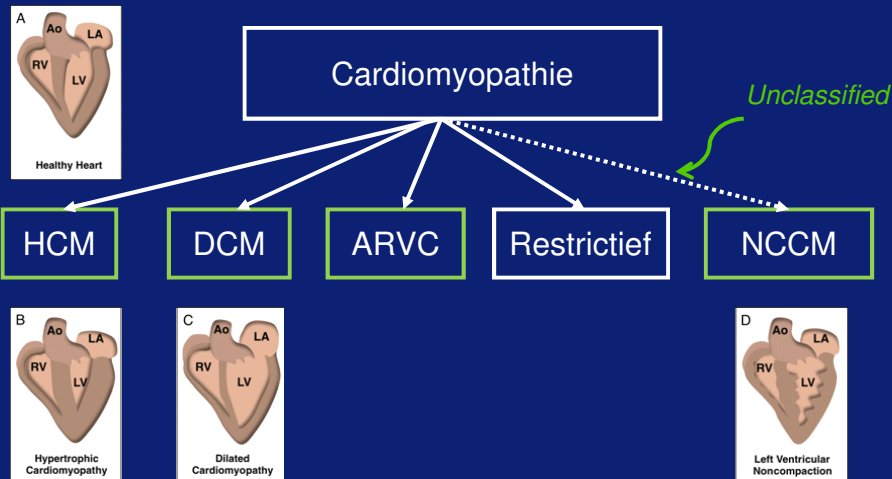 A
Ao
LA
RV
LV
Healthy Heart
Cardiomyopathie
Unclassified
HCM
DCM
ARVC
Restrictief
NCCM
B
Ao
LA
RV
LV
Hypertrophic
Cardiomyopathy
C
Ao
LA
RV
LV
Dilated
Cardiomyopathy
D
Ao
LA
RV
LV
Left Ventricular
Noncompaction